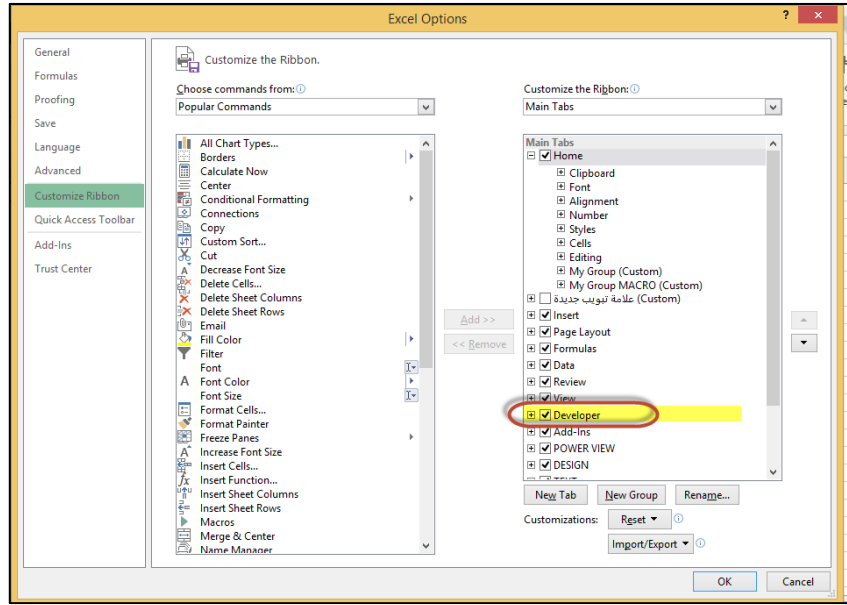 Excel Options
?
General
Formulas
Proofing
Save
Language
Advanced
Customize Ribbon
Quick Access Toolbar
Add-Ins
Trust Center
Customize the Ribbon.
Choose commands from:
Popular Commands
All Chart Types...
Borders
Calculate Now
Center
Conditional Formatting
Connections
Copy
Custom Sort...
Cut
Decrease Font Size
Delete Cells...
Delete Sheet Columns
Delete Sheet Rows
Email
Fill Color
Filter
Font
Font Color
Font Size
Format Cells...
Format Painter
Freeze Panes
Increase Font Size
Insert Cells...
Insert Function...
Insert Sheet Columns
Insert Sheet Rows
Macros
Merge & Center
Name Manager
Add >>
<< Remove
Customize the Ribbon:
Main Tabs
Main Tabs
Home
Clipboard
Font
Alignment
Number
Styles
Cells
Editing
My Group (Custom)
My Group MACRO (Custom)
علامة تبويب جديدة (Custom)
Insert
Page Layout
Formulas
Data
Review
View
Developer
Add-Ins
POWER VIEW
DESIGN
New Tab
New Group
Rename...
Customizations:
Reset
Import/Export
OK
Cancel